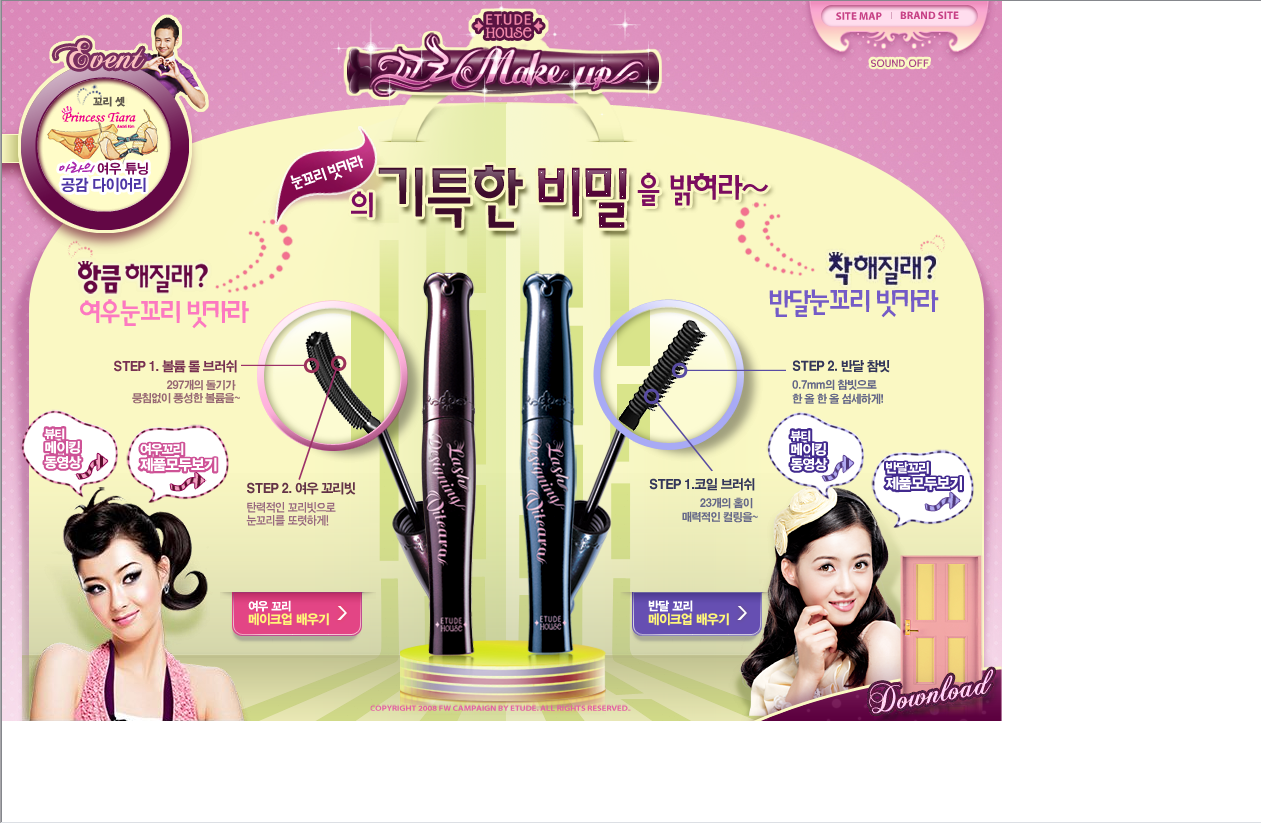 SITE MAP | BRAND SITE
SOUND OFF
ETUDE
HOUSE
꼬리 Make up
Event
꼬리 셋
Princess Tiara
아라의 여우 튜닝
공감 다이어리
눈꼬리 빗카라
의 기특한 비밀을 밝혀라~
앙큼해질래?
여우눈꼬리 빗카라
착해질래?
반달눈꼬리 빗카라
STEP 1. 볼륨 롤 브러쉬
297개의 돌기가
뭉침없이 풍성한 볼륨을~
STEP 2. 여우 꼬리빗
탄력적인 꼬리빗으로
눈꼬리를 또렷하게!
STEP 2. 반달 참빗
0.7mm의 참빗으로
한 올 한 올 섬세하게!
STEP 1.코일 브러쉬
23개의 홈이
매력적인 컬링을~
뷰티
메이킹
동영상
여우꼬리
제품모두보기
뷰티
메이킹
동영상
반달꼬리
제품모두보기
Lash
Designing
Lash
Designing
ETUDE
HOUSE
ETUDE
HOUSE
여우 꼬리
메이크업 배우기
반달 꼬리
메이크업 배우기
Download
COPYRIGHT 2008 FW CAMPAIGN BY ETUDE. ALL RIGHTS RESERVED.